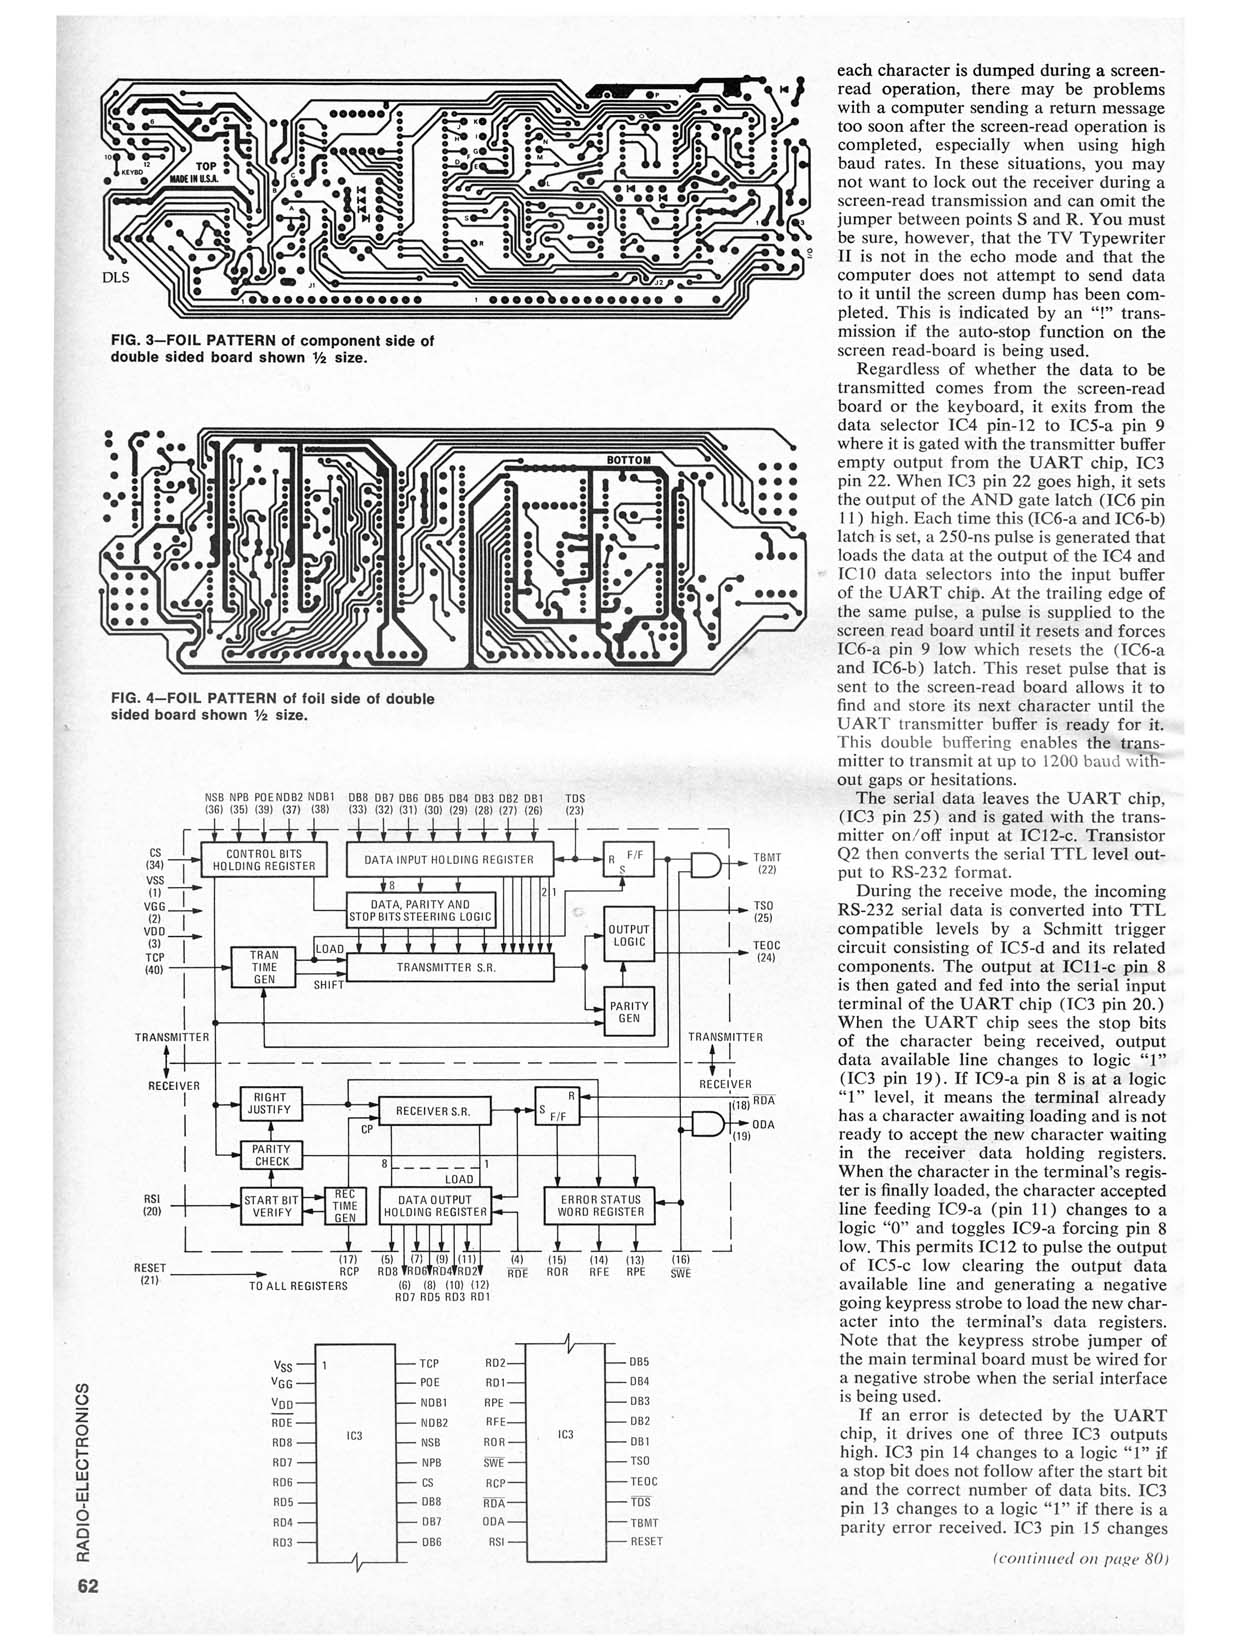 TOP
MADE IN U.S.A.
KEYBD
10
12
6
DLS
J1
J2
1
1
FIG. 3—FOIL PATTERN of component side of
double sided board shown ½ size.
BOTTOM
FIG. 4—FOIL PATTERN of foil side of double
sided board shown ½ size.
NSB NPB POE NDB2 NDB1 DB8 DB7 DB6 DB5 DB4 DB3 DB2 DB1 TDS
(36) (35) (39) (37) (38) (33) (32) (31) (30) (29) (28) (27) (26) (23)
CS
(34)
VSS
(1)
VGG
(2)
VDD
(3)
TCP
(40)
CONTROL BITS
HOLDING REGISTER
DATA INPUT HOLDING REGISTER
R F/F
S
TBMT
(22)
8
2 1
DATA, PARITY AND
STOP BITS STEERING LOGIC
TSO
(25)
OUTPUT
LOGIC
TEOC
(24)
TRAN
TIME
GEN
LOAD
SHIFT
TRANSMITTER S.R.
PARITY
GEN
TRANSMITTER
TRANSMITTER
RECEIVER
RECEIVER
RIGHT
JUSTIFY
CP
RECEIVER S.R.
R
S
F/F
(18) RDA
ODA
(19)
PARITY
CHECK
8
1
LOAD
RSI
(20)
START BIT
VERIFY
REC
TIME
GEN
DATA OUTPUT
HOLDING REGISTER
ERROR STATUS
WORD REGISTER
(17) (5) (7) (9) (11) (4) (15) (14) (13) (16)
RCP RD8 RD6 RD4 RD2 RDE ROR RFE RPE SWE
RESET
(21)
TO ALL REGISTERS
(6) (8) (10) (12)
RD7 RD5 RD3 RD1
VSS 1 TCP
VGG POE
VDD NDB1
RDE NDB2
IC3
RD8 NSB
RD7 NPB
RD6 CS
RD5 DB8
RD4 DB7
RD3 DB6
RD2 DB5
RD1 DB4
RPE DB3
RFE DB2
IC3
ROR DB1
SWE TSO
RCP TEOC
RDA TDS
ODA TBMT
RSI RESET
each character is dumped during a screen-
read operation, there may be problems
with a computer sending a return message
too soon after the screen-read operation is
completed, especially when using high
baud rates. In these situations, you may
not want to lock out the receiver during a
screen-read transmission and can omit the
jumper between points S and R. You must
be sure, however, that the TV Typewriter
II is not in the echo mode and that the
computer does not attempt to send data
to it until the screen dump has been com-
pleted. This is indicated by an “!” trans-
mission if the auto-stop function on the
screen read-board is being used.
Regardless of whether the data to be
transmitted comes from the screen-read
board or the keyboard, it exits from the
data selector IC4 pin-12 to IC5-a pin 9
where it is gated with the transmitter buffer
empty output from the UART chip, IC3
pin 22. When IC3 pin 22 goes high, it sets
the output of the AND gate latch (IC6 pin
11) high. Each time this (IC6-a and IC6-b)
latch is set, a 250-ns pulse is generated that
loads the data at the output of the IC4 and
IC10 data selectors into the input buffer
of the UART chip. At the trailing edge of
the same pulse, a pulse is supplied to the
screen read board until it resets and forces
IC6-a pin 9 low which resets the (IC6-a
and IC6-b) latch. This reset pulse that is
sent to the screen-read board allows it to
find and store its next character until the
UART transmitter buffer is ready for it.
This double buffering enables the trans-
mitter to transmit at up to 1200 baud with-
out gaps or hesitations.
The serial data leaves the UART chip,
(IC3 pin 25) and is gated with the trans-
mitter on/off input at IC12-c. Transistor
Q2 then converts the serial TTL level out-
put to RS-232 format.
During the receive mode, the incoming
RS-232 serial data is converted into TTL
compatible levels by a Schmitt trigger
circuit consisting of IC5-d and its related
components. The output at IC11-c pin 8
is then gated and fed into the serial input
terminal of the UART chip (IC3 pin 20.)
When the UART chip sees the stop bits
of the character being received, output
data available line changes to logic “1”
(IC3 pin 19). If IC9-a pin 8 is at a logic
“1” level, it means the terminal already
has a character awaiting loading and is not
ready to accept the new character waiting
in the receiver data holding registers.
When the character in the terminal’s regis-
ter is finally loaded, the character accepted
line feeding IC9-a (pin 11) changes to a
logic “0” and toggles IC9-a forcing pin 8
low. This permits IC12 to pulse the output
of IC5-c low clearing the output data
available line and generating a negative
going keypress strobe to load the new char-
acter into the terminal’s data registers.
Note that the keypress strobe jumper of
the main terminal board must be wired for
a negative strobe when the serial interface
is being used.
If an error is detected by the UART
chip, it drives one of three IC3 outputs
high. IC3 pin 14 changes to a logic “1” if
a stop bit does not follow after the start bit
and the correct number of data bits. IC3
pin 13 changes to a logic “1” if there is a
parity error received. IC3 pin 15 changes
(continued on page 80)
RADIO-ELECTRONICS
62